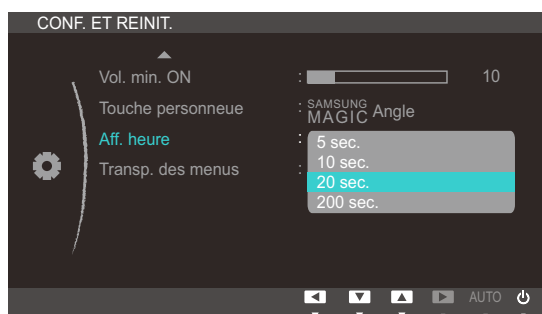 CONF. ET REINIT.
Vol. min. ON : 10
Touche personneue : SAMSUNG MAGIC Angle
Aff. heure :
5 sec.
10 sec.
20 sec.
200 sec.
Transp. des menus :
AUTO